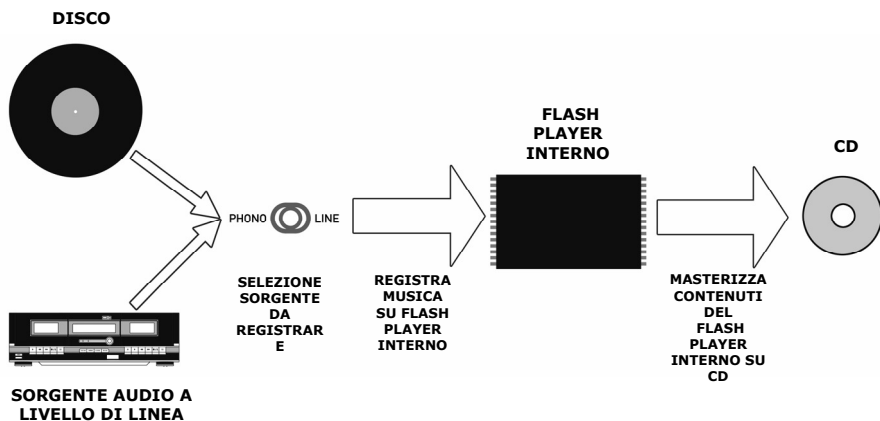 DISCO
FLASH
PLAYER
INTERNO
CD
PHONO
LINE
SELEZIONE
SORGENTE
DA
REGISTRAR
E
REGISTRA
MUSICA
SU FLASH
PLAYER
INTERNO
MASTERIZZA
CONTENUTI
DEL
FLASH
PLAYER
INTERNO SU
CD
SORGENTE AUDIO A
LIVELLO DI LINEA